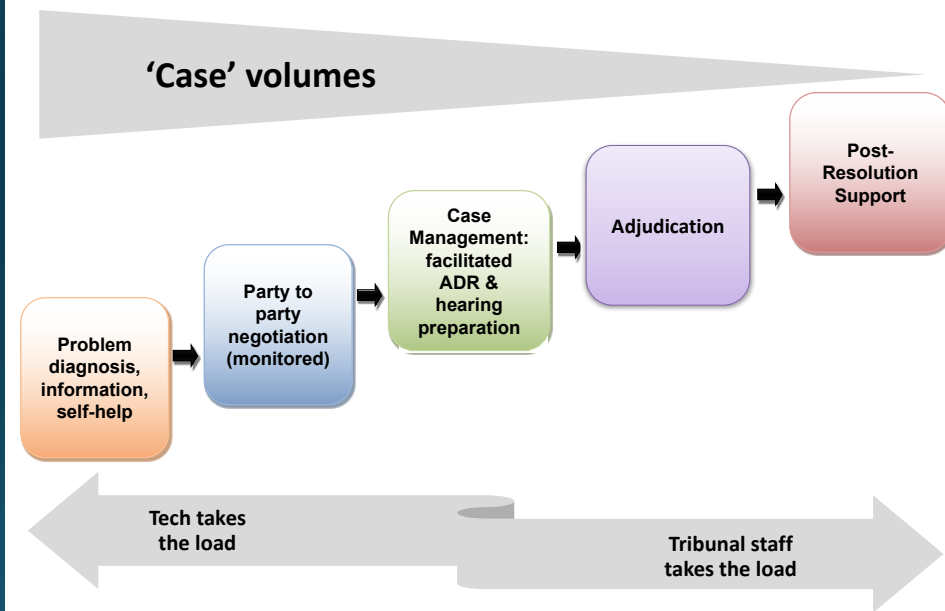 ‘Case’ volumes
Problem
diagnosis,
information,
self-help
Party to
party
negotiation
(monitored)
Case
Management:
facilitated
ADR &
hearing
preparation
Adjudication
Post-
Resolution
Support
Tech takes
the load
Tribunal staff
takes the load